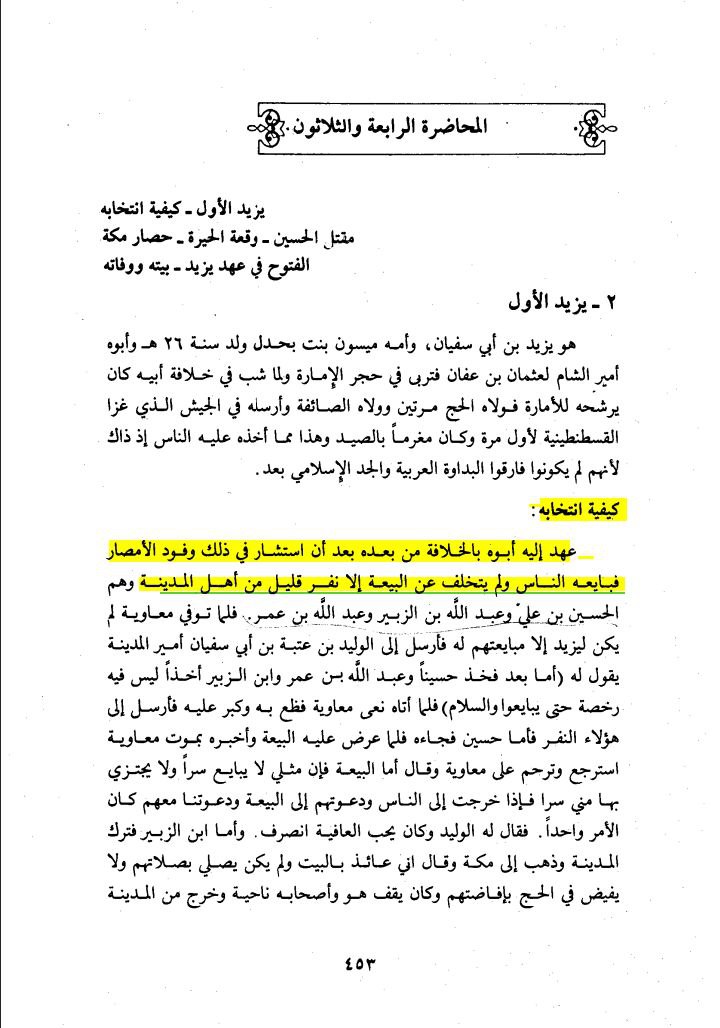 المحاضرة الرابعة والثلاثون
يزيد الأول ـ كيفية انتخابه
مقتل الحسين ـ وقعة الحيرة ـ حصار مكة
الفتوح في عهد يزيد ـ بيته ووفاته
٢ ـ يزيد الأول
هو يزيد بن أبي سفيان، وأمه ميسون بنت بحدل ولد سنة ٢٦ هـ وأبوه
أمير الشام لعثمان بن عفان فتربى في حجر الإمارة ولما شب في خلافة أبيه كان
يرشحه للأمارة فولاه الحج مرتين وولاه الصائفة وأرسله في الجيش الذي غزا
القسطنطينية لأول مرة وكان مغرماً بالصيد وهذا مما أخذه عليه الناس إذ ذاك
لأنهم لم يكونوا فارقوا البداوة العربية والجد الإسلامي بعد.
كيفية انتخابه:
عهد إليه أبوه بالخلافة من بعده بعد أن استشار في ذلك وفود الأمصار
فبايعه الناس ولم يتخلف عن البيعة إلا نفر قليل من أهل المدينة وهم
الحسين بن علي وعبد الله بن الزبير وعبد الله بن عمر. فلما توفي معاوية لم
يكن ليزيد إلا مبايعتهم له فأرسل إلى الوليد بن عتبة بن أبي سفيان أمير المدينة
يقول له (أما بعد فخذ حسيناً وعبد الله بن عمر وابن الزبير أخذاً ليس فيه
رخصة حتى يبايعوا والسلام) فلما أتاه نعى معاوية فظع به وكبر عليه فأرسل إلى
هؤلاء النفر فأما حسين فجاءه فلما عرض عليه البيعة وأخبره بموت معاوية
استرجع وترحم على معاوية وقال أما البيعة فإن مثلي لا يبايع سراً ولا يجتزي
بها مني سرا فإذا خرجت إلى الناس ودعوتهم إلى البيعة ودعوتنا معهم كان
الأمر واحداً. فقال له الوليد وكان يحب العافية انصرف. وأما ابن الزبير فترك
المدينة وذهب إلى مكة وقال اني عائذ بالبيت ولم يكن يصلي بصلاتهم ولا
يفيض في الحج بإفاضتهم وكان يقف هو وأصحابه ناحية وخرج من المدينة
٤٥٣